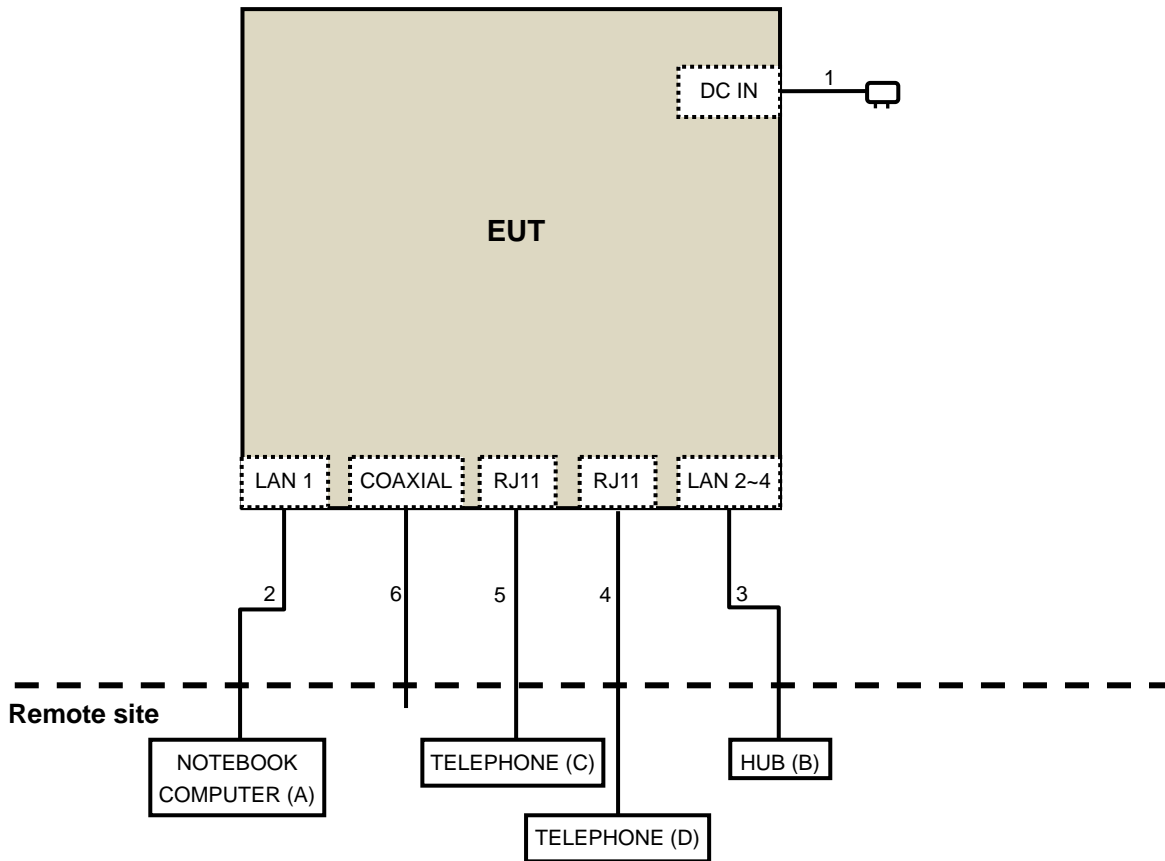 DC IN
1
EUT
LAN 1
COAXIAL
RJ11
RJ11
LAN 2~4
2
6
5
4
3
Remote site
NOTEBOOK
COMPUTER (A)
TELEPHONE (C)
HUB (B)
TELEPHONE (D)